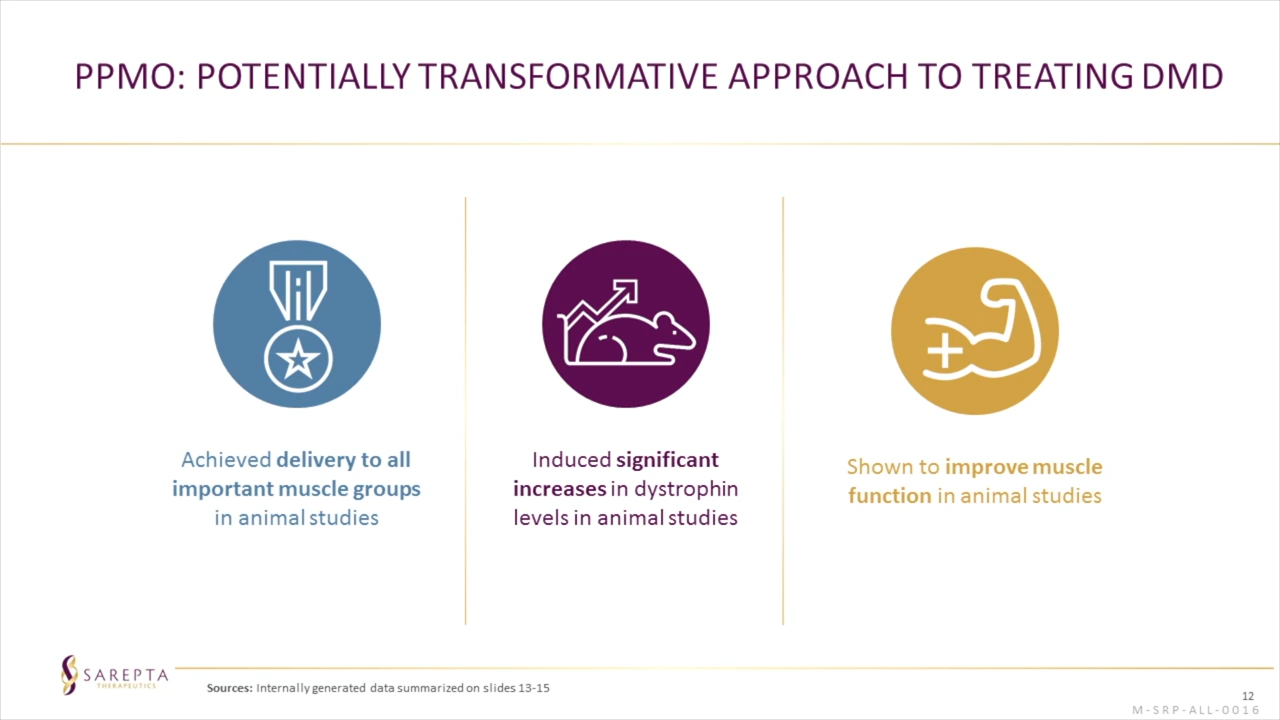 PPMO: POTENTIALLY TRANSFORMATIVE APPROACH TO TREATING DMD
Achieved delivery to all
important muscle groups
in animal studies
Induced significant
increases in dystrophin
levels in animal studies
Shown to improve muscle
function in animal studies
SAREPTA
THERAPEUTICS
Sources: Internally generated data summarized on slides 13-15
12
M-SRP-ALL-0016